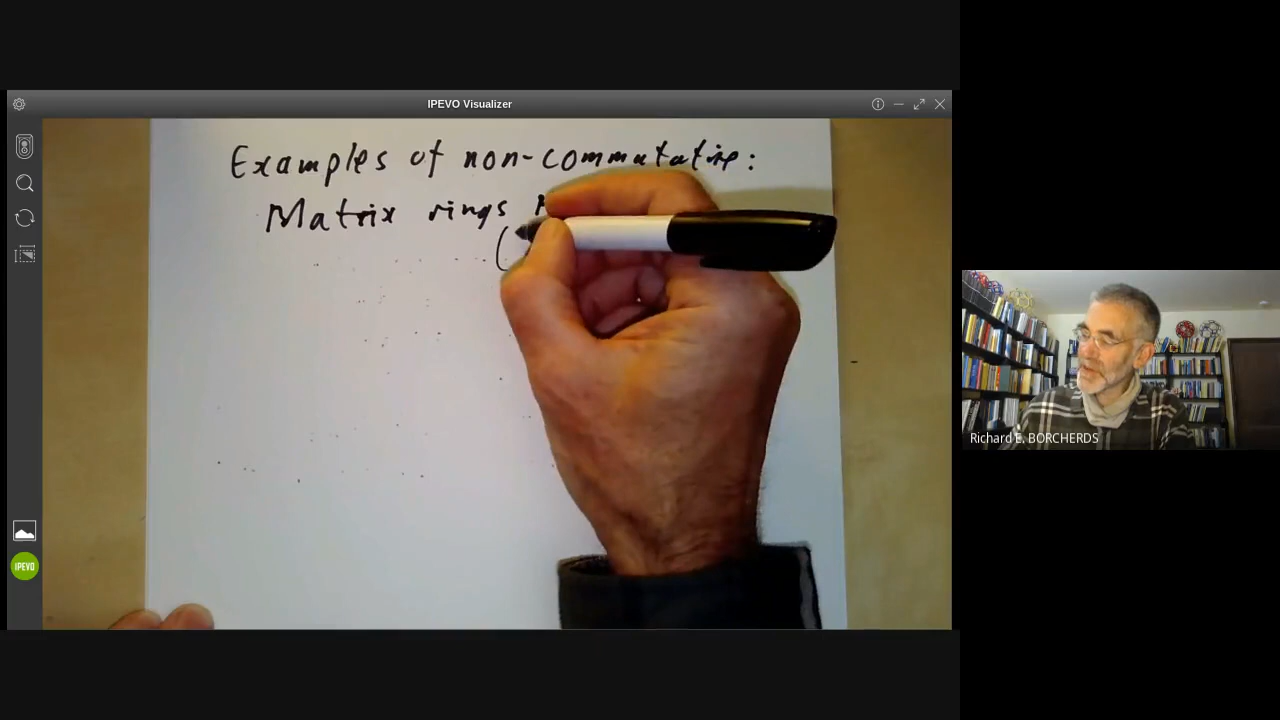 IPEVO Visualizer
Examples of non-commutative:
Matrix rings
(
IPEVO
Richard E. BORCHERDS